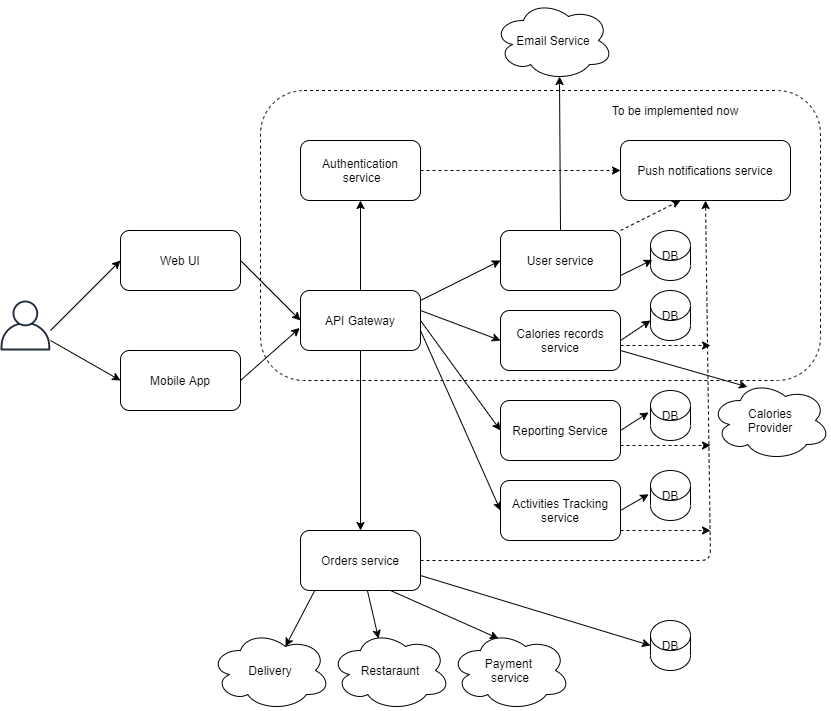 Email Service
To be implemented now
Authentication
service
Push notifications service
Web UI
User service
DB
API Gateway
Calories records
service
DB
Mobile App
Calories
Provider
Reporting Service
DB
Activities Tracking
service
DB
Orders service
DB
Delivery
Restaraunt
Payment
service